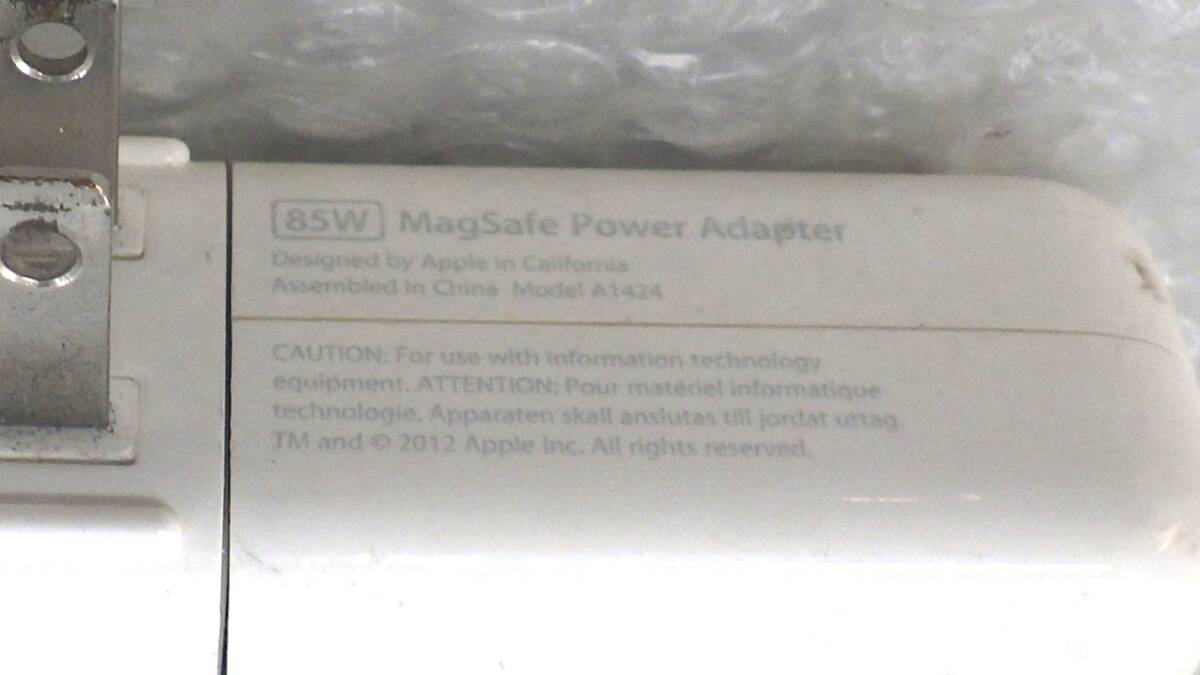 85W MagSafe Power Adapter
Designed by Apple in California
Assembled in China Model A1424
CAUTION: For use with information technology
equipment. ATTENTION: Pour matériel informatique
technologie. Apparaten skall anslutas till jordat uttag.
TM and © 2012 Apple Inc. All rights reserved.